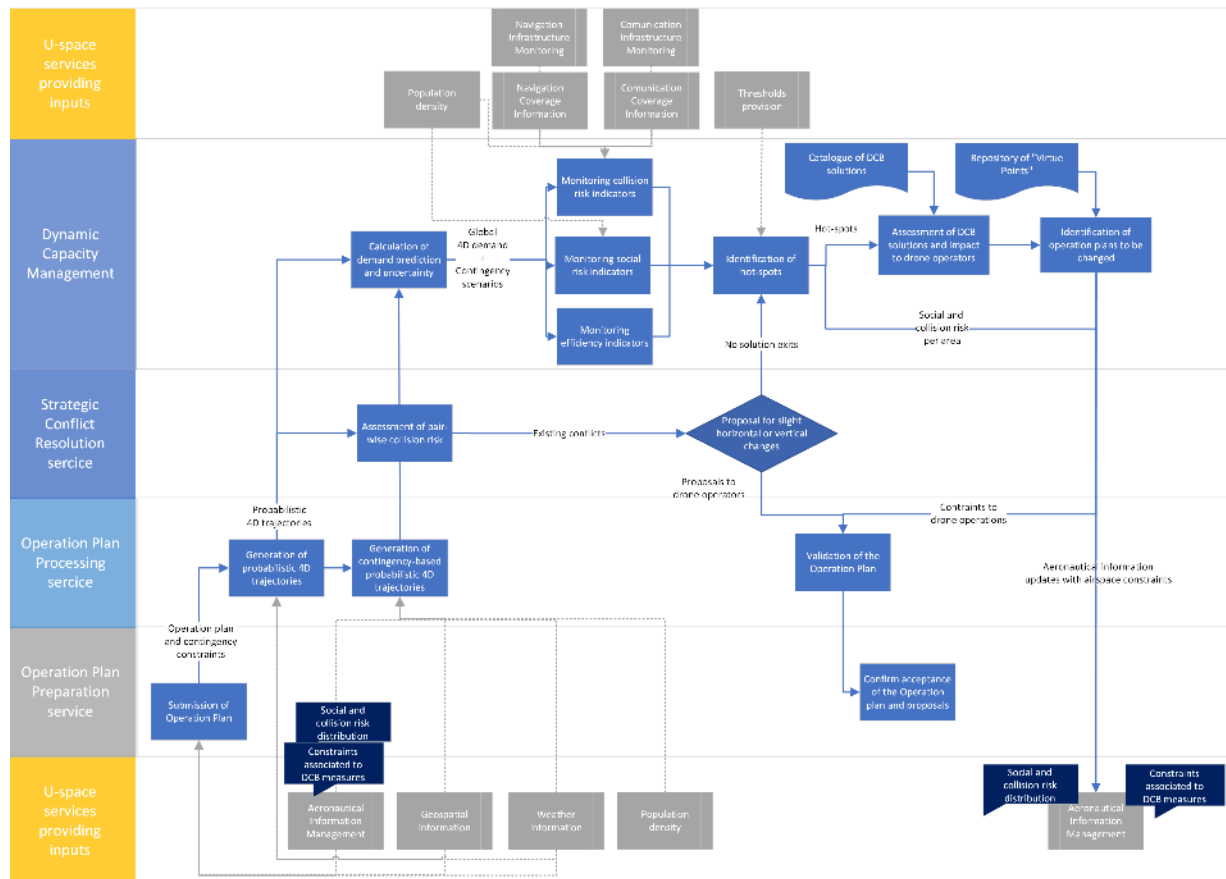 U-space
services
providing
inputs
Navigation
Infrastructure
Monitoring
Comunication
Infrastructure
Monitoring
Population
density
Navigation
Coverage
Information
Comunication
Coverage
Information
Thresholds
provision
Dynamic
Capacity
Management
Catalogue of DCB
solutions
Repository of "Virtue
Points"
Monitoring collision
risk indicators
Calculation of
demand prediction
and uncertainty
Global
4D demand
+
Contingency
scenarios
Monitoring social
risk indicators
Identification of
hot-spots
Hot-spots
Assessment of DCB
solutions and impact
to drone operators
Identification of
operation plans to be
changed
Monitoring
efficiency indicators
No solution exits
Social and
collision risk
per area
Strategic
Conflict
Resolution
sercice
Assessment of pair-
wise collision risk
Existing conflicts
Proposal for slight
horizontal or vertical
changes
Proposals to
drone operators
Operation Plan
Processing
sercice
Probabilistic
4D trajectories
Generation of
probabilistic 4D
trajectories
Generation of
contingency-based
probabilistic 4D
trajectories
Validation of the
Operation Plan
Contraints to
drone operations
Aeronautical information
updates with airspace constraints
Operation Plan
Preparation
service
Operation plan
and contingency
constraints
Submission of
Operation Plan
Confirm acceptance
of the Operation
plan and proposals
Social and
collision risk
distribution
Constraints
associated to
DCB measures
U-space
services
providing
inputs
Aeronautical
Information
Management
Geospatial
Information
Weather
Information
Population
density
Social and
collision risk
distribution
Constraints
associated to
DCB measures
Aeronautical
Information
Management